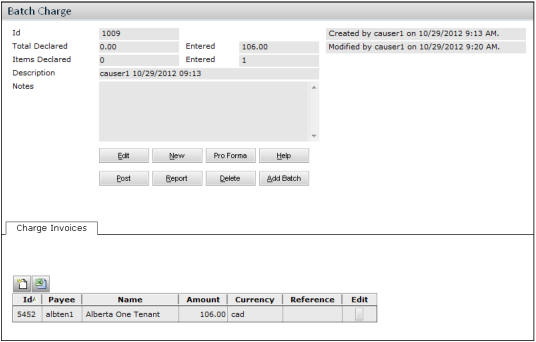 Batch Charge
Id 1009 Created by causer1 on 10/29/2012 9:13 AM.
Total Declared 0.00 Entered 106.00 Modified by causer1 on 10/29/2012 9:20 AM.
Items Declared 0 Entered 1
Description causer1 10/29/2012 09:13
Notes
Edit New Pro Forma Help
Post Report Delete Add Batch
Charge Invoices
Id Payee Name Amount Currency Reference Edit
5452 albten1 Alberta One Tenant 106.00 cad